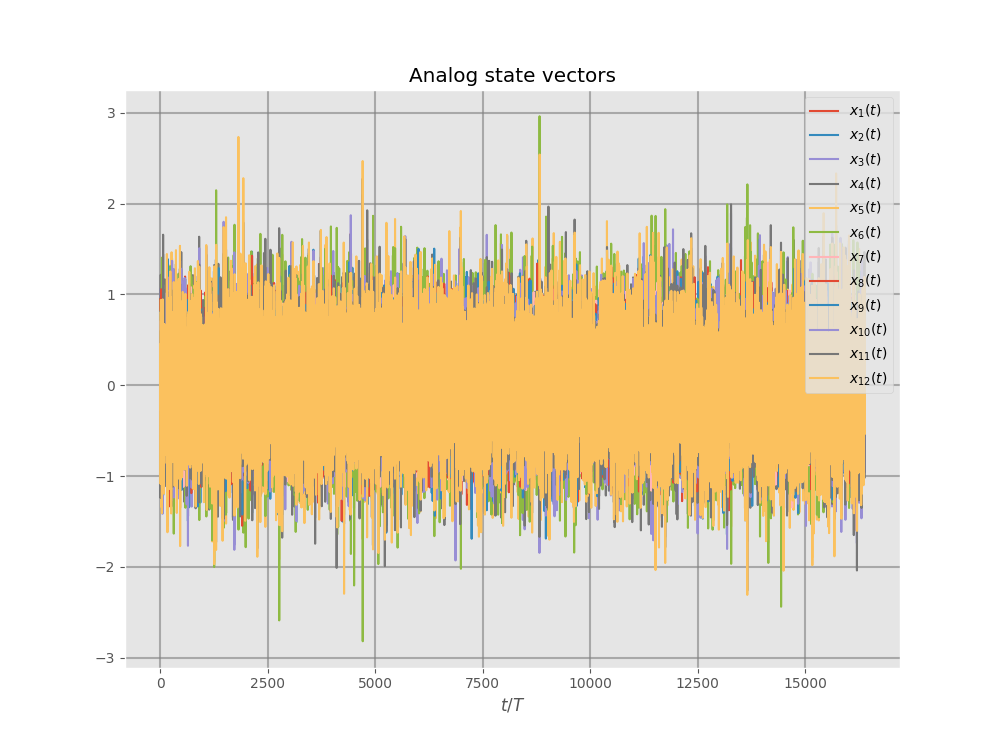 Analog state vectors
3
2
1
0
−1
−2
−3
0 2500 5000 7500 10000 12500 15000
t/T
x₁(t)
x₂(t)
x₃(t)
x₄(t)
x₅(t)
x₆(t)
x₇(t)
x₈(t)
x₉(t)
x₁₀(t)
x₁₁(t)
x₁₂(t)